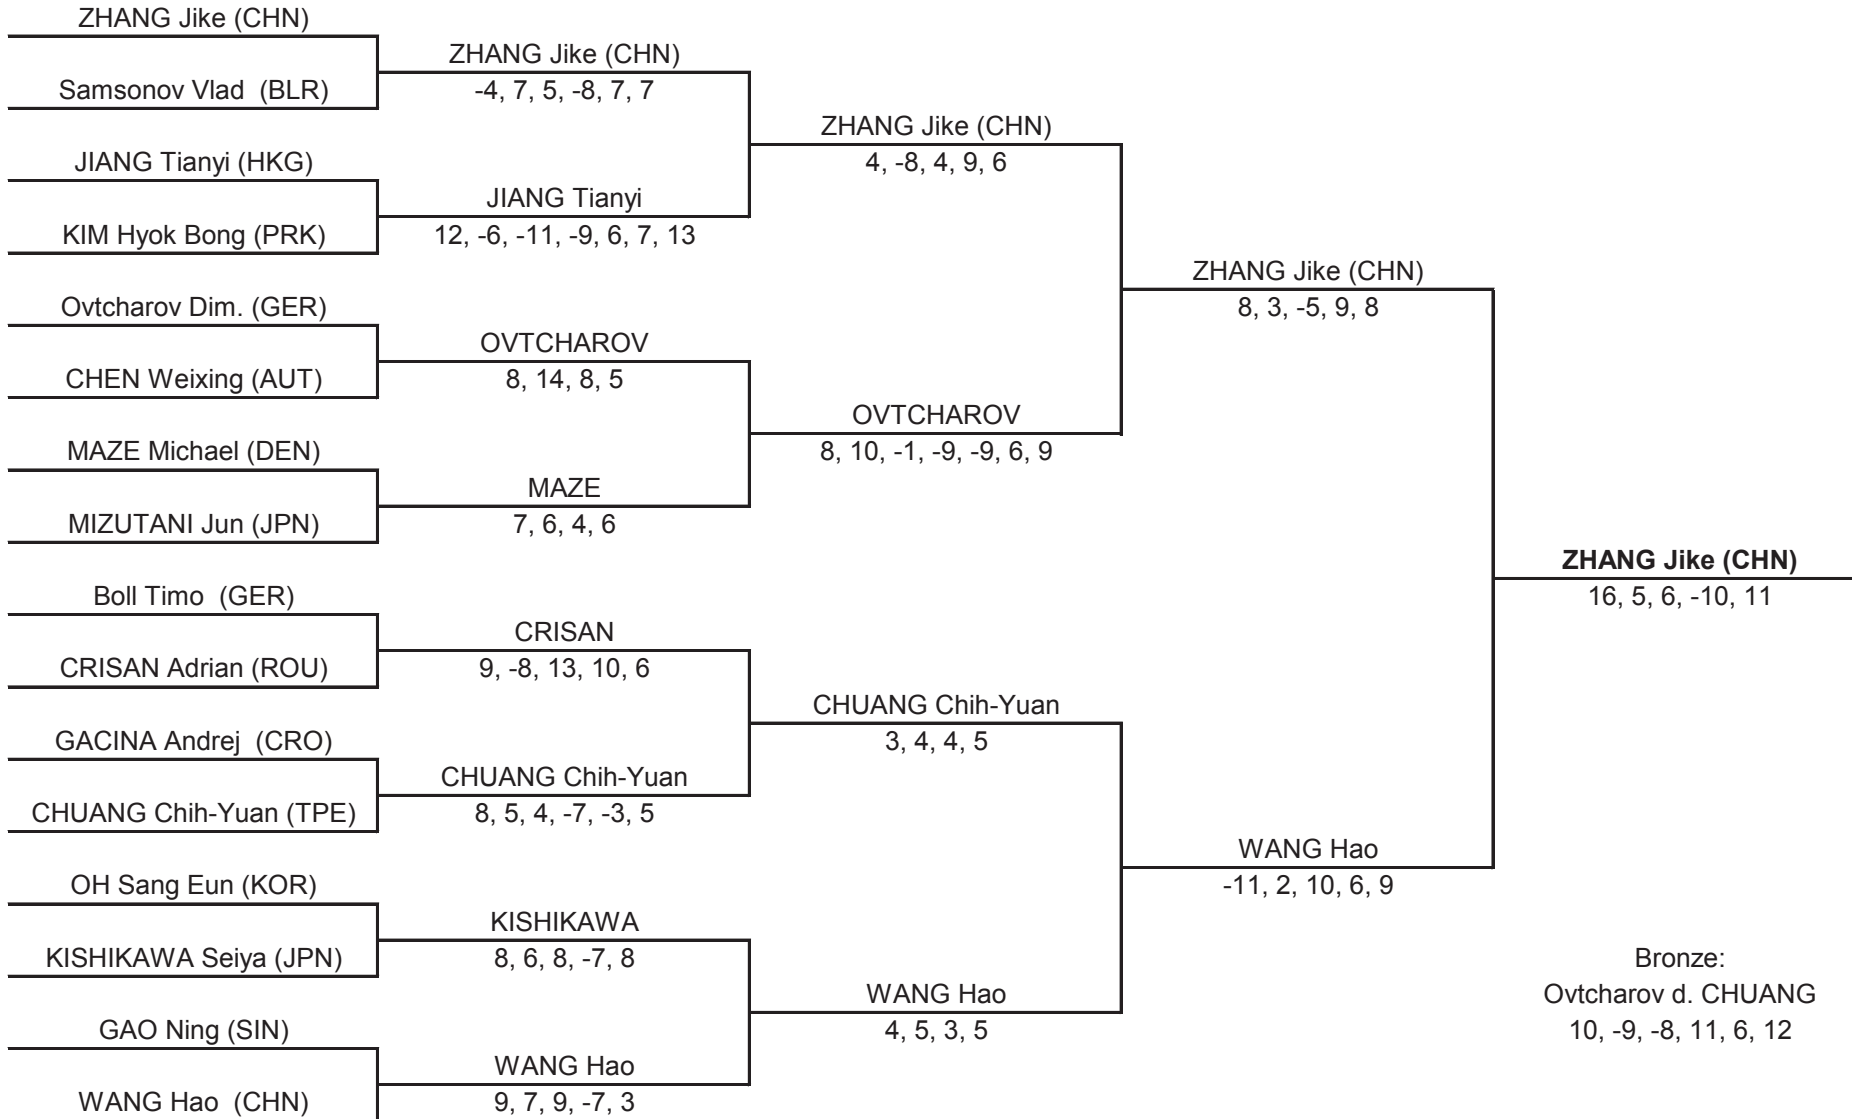 ZHANG Jike (CHN)
Samsonov Vlad  (BLR)
JIANG Tianyi (HKG)
KIM Hyok Bong (PRK)
Ovtcharov Dim. (GER)
CHEN Weixing (AUT)
MAZE Michael (DEN)
MIZUTANI Jun (JPN)
Boll Timo  (GER)
CRISAN Adrian (ROU)
GACINA Andrej  (CRO)
CHUANG Chih-Yuan (TPE)
OH Sang Eun (KOR)
KISHIKAWA Seiya (JPN)
GAO Ning (SIN)
WANG Hao  (CHN)
ZHANG Jike (CHN)
-4, 7, 5, -8, 7, 7
JIANG Tianyi
12, -6, -11, -9, 6, 7, 13
OVTCHAROV
8, 14, 8, 5
MAZE
7, 6, 4, 6
CRISAN
9, -8, 13, 10, 6
CHUANG Chih-Yuan
8, 5, 4, -7, -3, 5
KISHIKAWA
8, 6, 8, -7, 8
WANG Hao
9, 7, 9, -7, 3
ZHANG Jike (CHN)
4, -8, 4, 9, 6
OVTCHAROV
8, 10, -1, -9, -9, 6, 9
CHUANG Chih-Yuan
3, 4, 4, 5
WANG Hao
4, 5, 3, 5
ZHANG Jike (CHN)
8, 3, -5, 9, 8
WANG Hao
-11, 2, 10, 6, 9
ZHANG Jike (CHN)
16, 5, 6, -10, 11
Bronze:
Ovtcharov d. CHUANG
10, -9, -8, 11, 6, 12